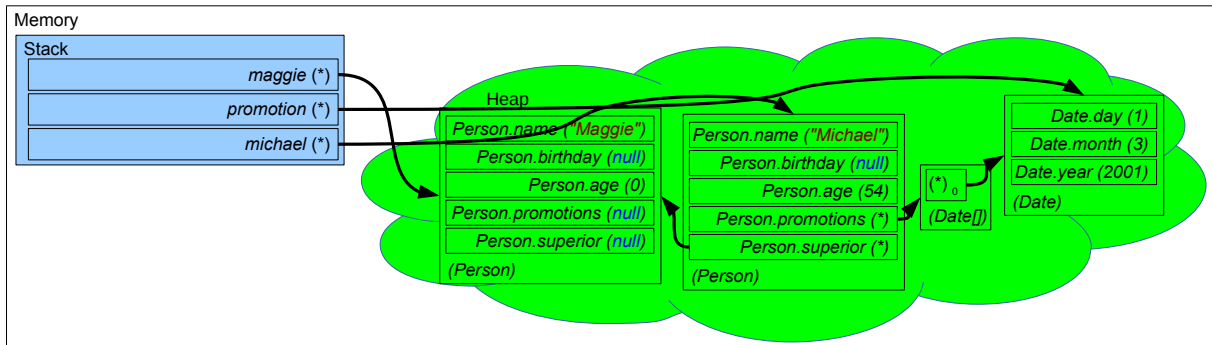 Memory
Stack
maggie (*)
promotion (*)
michael (*)
Heap
Person.name ("Maggie")
Person.birthday (null)
Person.age (0)
Person.promotions (null)
Person.superior (null)
(Person)
Person.name ("Michael")
Person.birthday (null)
Person.age (54)
Person.promotions (*)
Person.superior (*)
(Person)
(*) 0
(Date[])
Date.day (1)
Date.month (3)
Date.year (2001)
(Date)